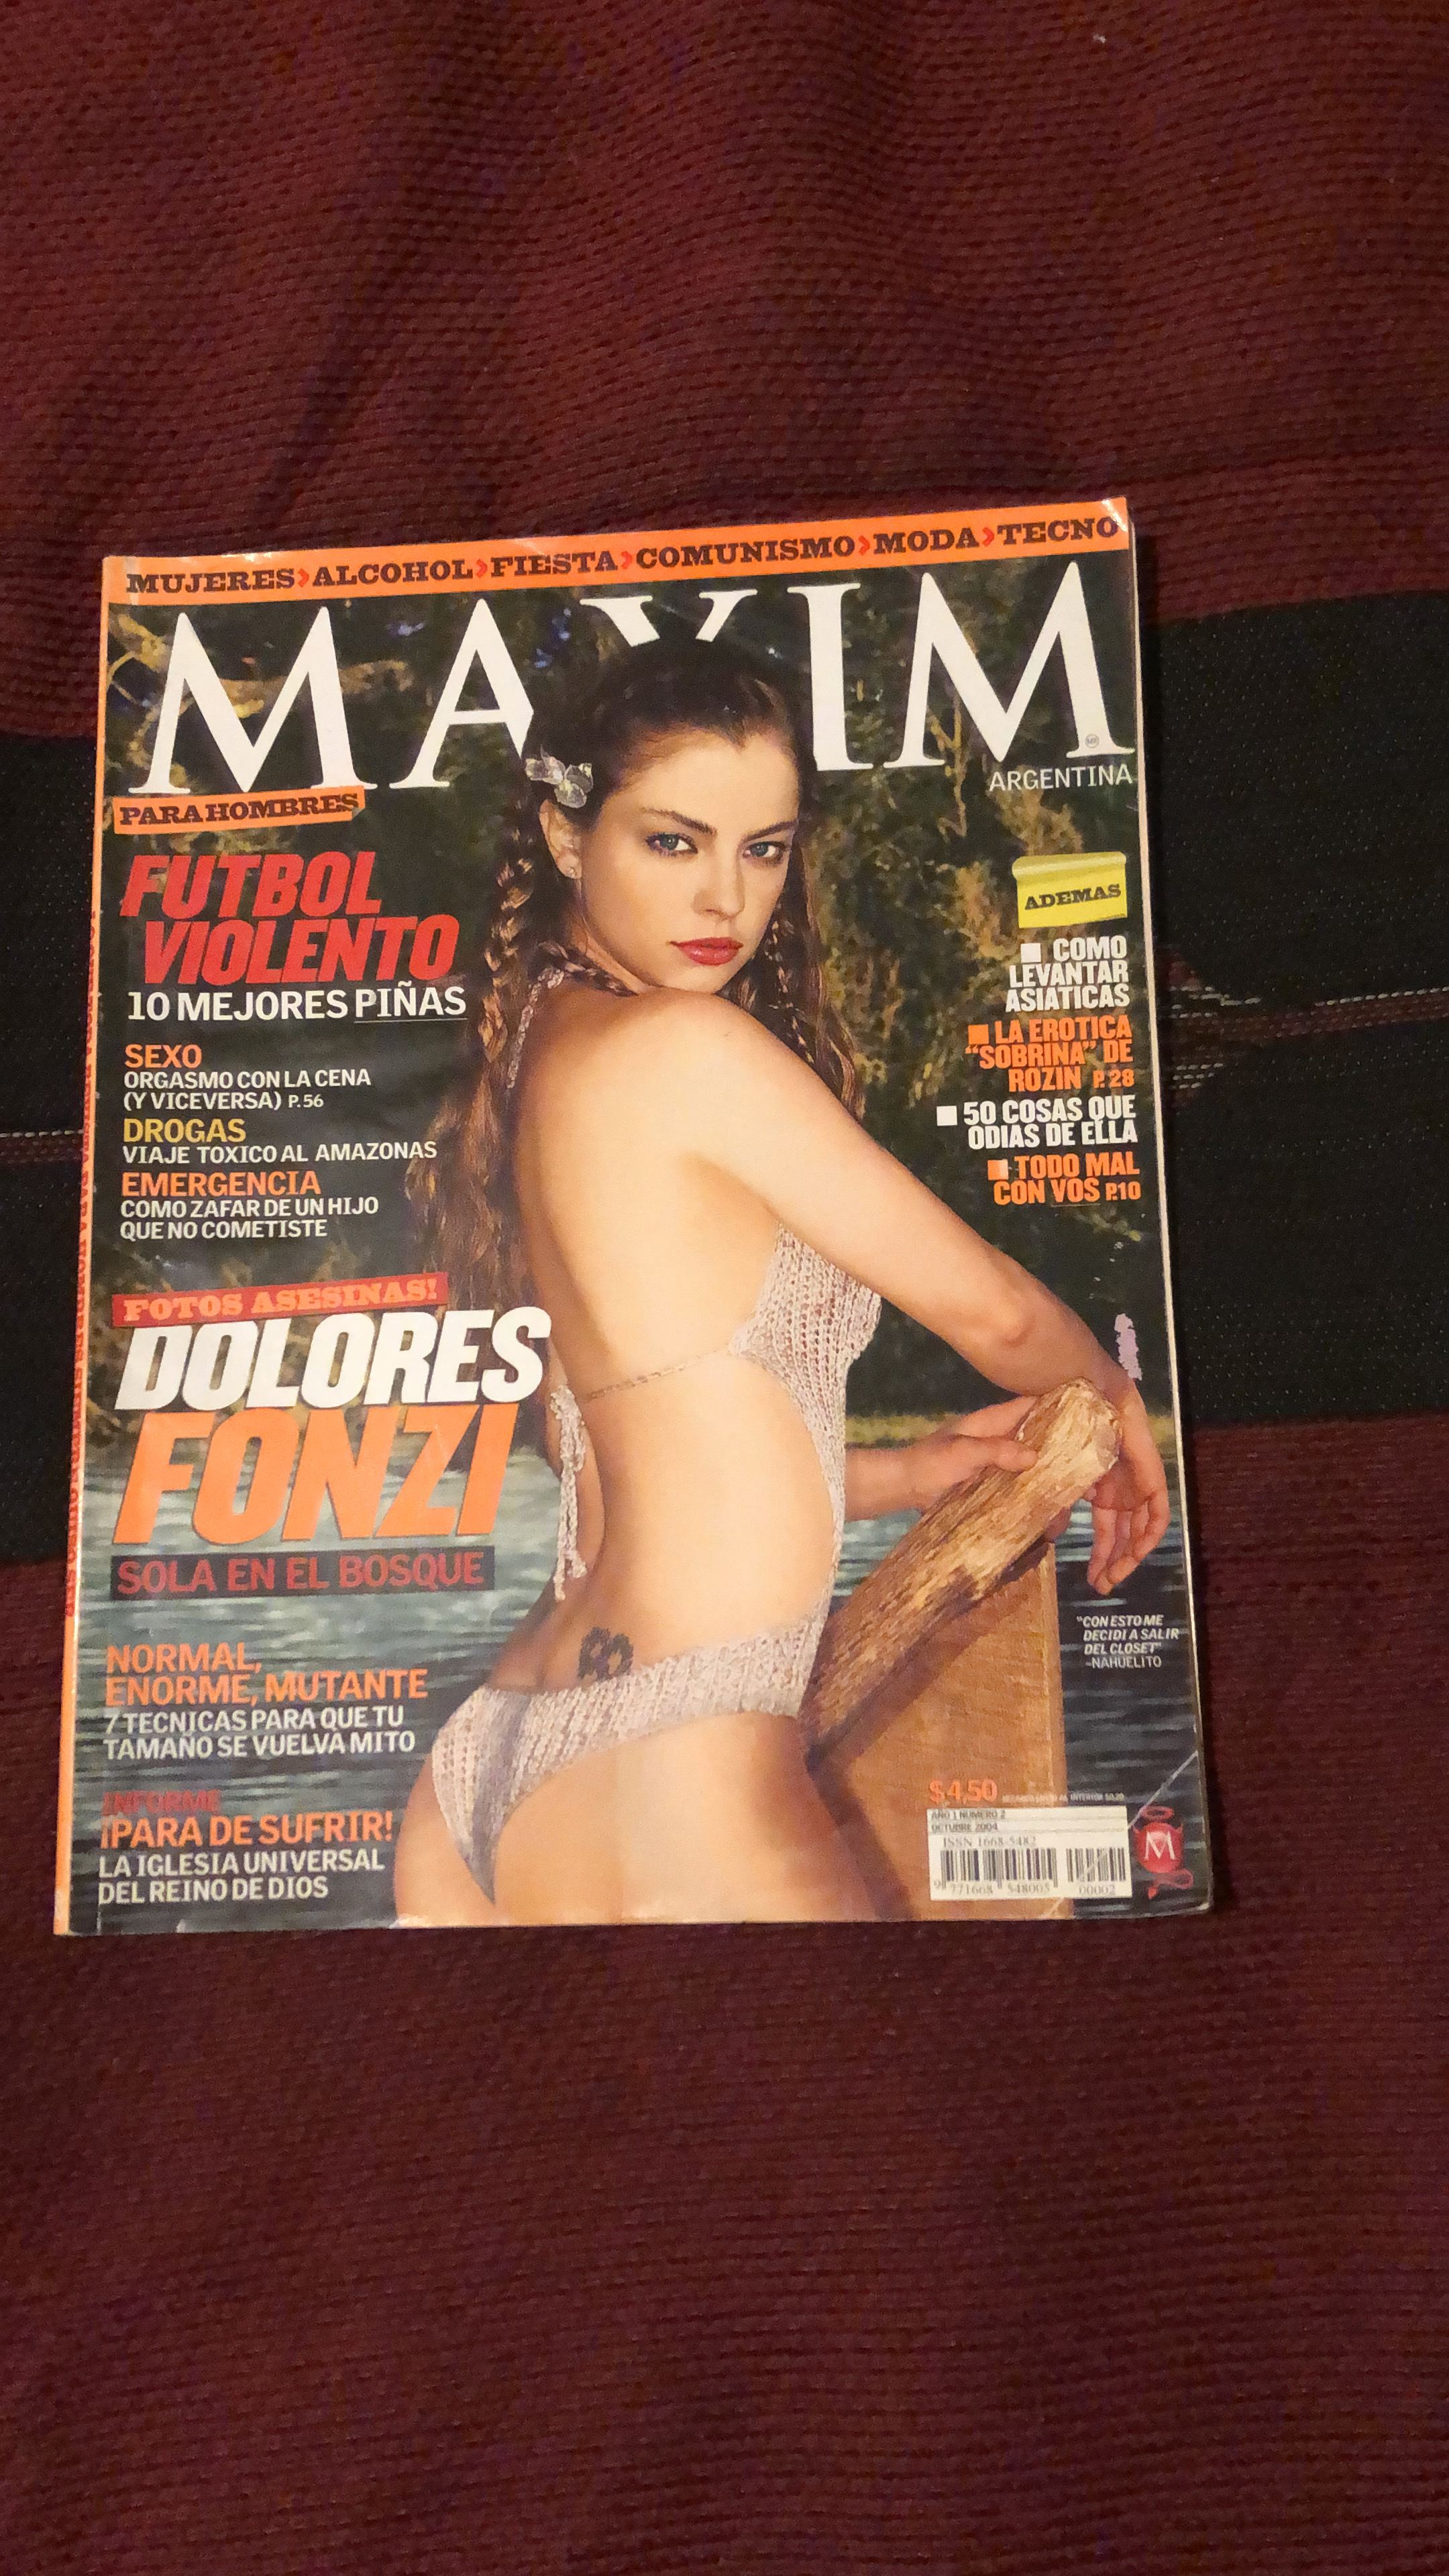 MUJERES>ALCOHOL>FIESTA>COMUNISMO>MODA>TECNO
MAXIM
ARGENTINA
PARA HOMBRES
FUTBOL
VIOLENTO
10 MEJORES PIÑAS
SEXO
ORGASMO CON LA CENA
(Y VICEVERSA) P.56
DROGAS
VIAJE TOXICO AL AMAZONAS
EMERGENCIA
COMO ZAFAR DE UN HIJO
QUE NO COMETISTE
FOTOS ASESINAS!
DOLORES
FONZI
SOLA EN EL BOSQUE
NORMAL,
ENORME, MUTANTE
7 TECNICAS PARA QUE TU
TAMAÑO SE VUELVA MITO
INFORME
¡PARA DE SUFRIR!
LA IGLESIA UNIVERSAL
DEL REINO DE DIOS
ADEMAS
COMO
LEVANTAR
ASIATICAS
LA EROTICA
"SOBRINA" DE
ROZIN P.28
50 COSAS QUE
ODIAS DE ELLA
TODO MAL
CON VOS P.10
"CON ESTO ME
DECIDI A SALIR
DEL CLOSET"
-NAHUELITO
$4,50
AÑO 1 NUMERO 2
OCTUBRE 2004
ISSN 1668-5482
9 771668 548005 00002
M